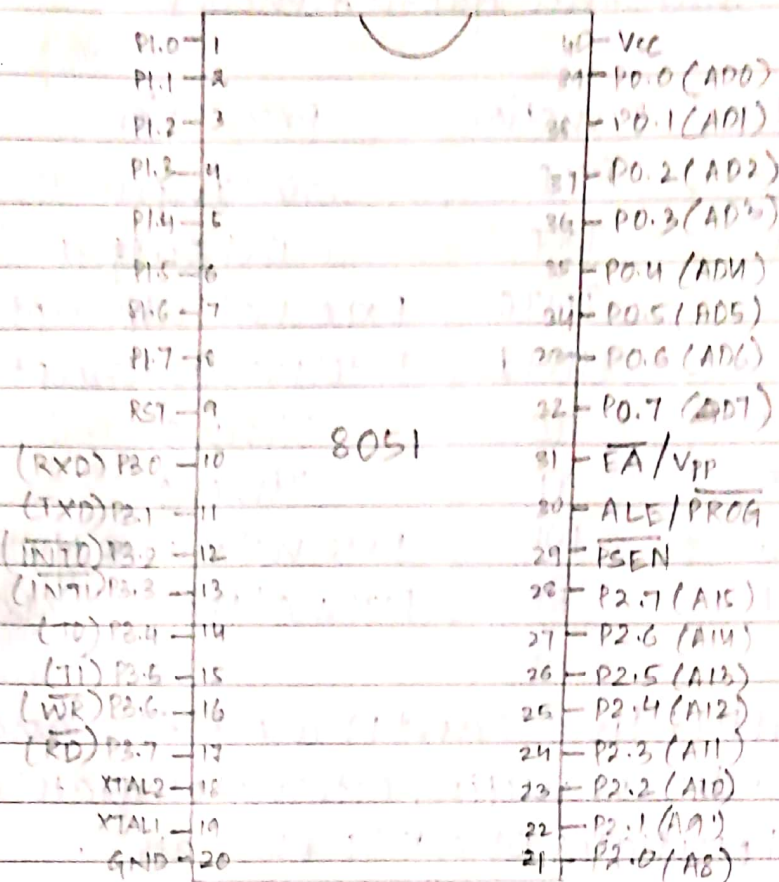 P1.0 1 40 Vcc
P1.1 2 39 P0.0 (AD0)
P1.2 3 38 P0.1 (AD1)
P1.3 4 37 P0.2 (AD2)
P1.4 5 36 P0.3 (AD3)
P1.5 6 35 P0.4 (AD4)
P1.6 7 34 P0.5 (AD5)
P1.7 8 33 P0.6 (AD6)
RST 9 32 P0.7 (AD7)
8051
(RXD) P3.0 10 31 E̅A̅/Vpp
(TXD) P3.1 11 30 ALE/P̅R̅O̅G̅
(I̅N̅T̅0̅) P3.2 12 29 P̅S̅E̅N̅
(I̅N̅T̅1̅) P3.3 13 28 P2.7 (A15)
(T0) P3.4 14 27 P2.6 (A14)
(T1) P3.5 15 26 P2.5 (A13)
(W̅R̅) P3.6 16 25 P2.4 (A12)
(R̅D̅) P3.7 17 24 P2.3 (A11)
XTAL2 18 23 P2.2 (A10)
XTAL1 19 22 P2.1 (A9)
GND 20 21 P2.0 (A8)